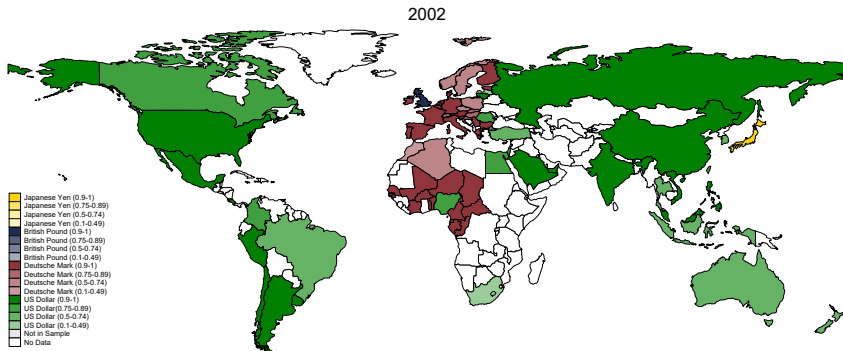 2002
Japanese Yen (0.9-1)
Japanese Yen (0.75-0.89)
Japanese Yen (0.5-0.74)
Japanese Yen (0.1-0.49)
British Pound (0.9-1)
British Pound (0.75-0.89)
British Pound (0.5-0.74)
British Pound (0.1-0.49)
Deutsche Mark (0.9-1)
Deutsche Mark (0.75-0.89)
Deutsche Mark (0.5-0.74)
Deutsche Mark (0.1-0.49)
US Dollar (0.9-1)
US Dollar(0.75-0.89)
US Dollar (0.5-0.74)
US Dollar (0.1-0.49)
Not in Sample
No Data